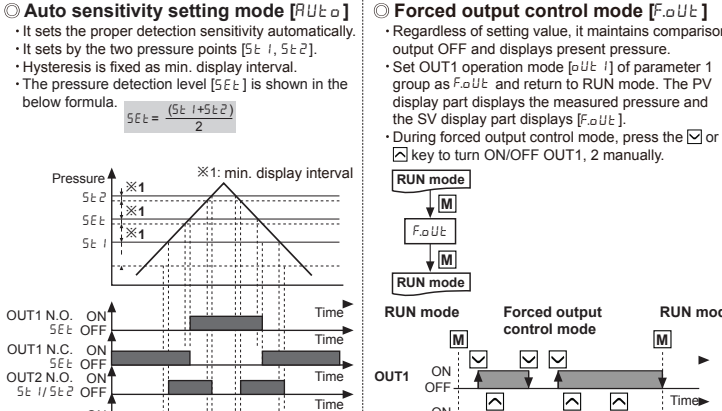 ◎ Auto sensitivity setting mode [AUto]
• It sets the proper detection sensitivity automatically.
• It sets by the two pressure points [St1, St2].
• Hysteresis is fixed as min. display interval.
• The pressure detection level [SEt] is shown in the
below formula.
SEt = (St1+St2)
2
※1: min. display interval
Pressure
※1
St2
※1
SEt
※1
St1
Time
OUT1 N.O. ON
SEt OFF
Time
OUT1 N.C. ON
SEt OFF
Time
OUT2 N.O. ON
St1/St2 OFF
Time
ON
◎ Forced output control mode [F.oUt]
• Regardless of setting value, it maintains comparison
output OFF and displays present pressure.
• Set OUT1 operation mode [oUt1] of parameter 1
group as F.oUt and return to RUN mode. The PV
display part displays the measured pressure and
the SV display part displays [F.oUt].
• During forced output control mode, press the or
key to turn ON/OFF OUT1, 2 manually.
RUN mode
M
F.oUt
M
RUN mode
RUN mode
Forced output
control mode
RUN mod
M
M
OUT1
ON
OFF
Time
ON